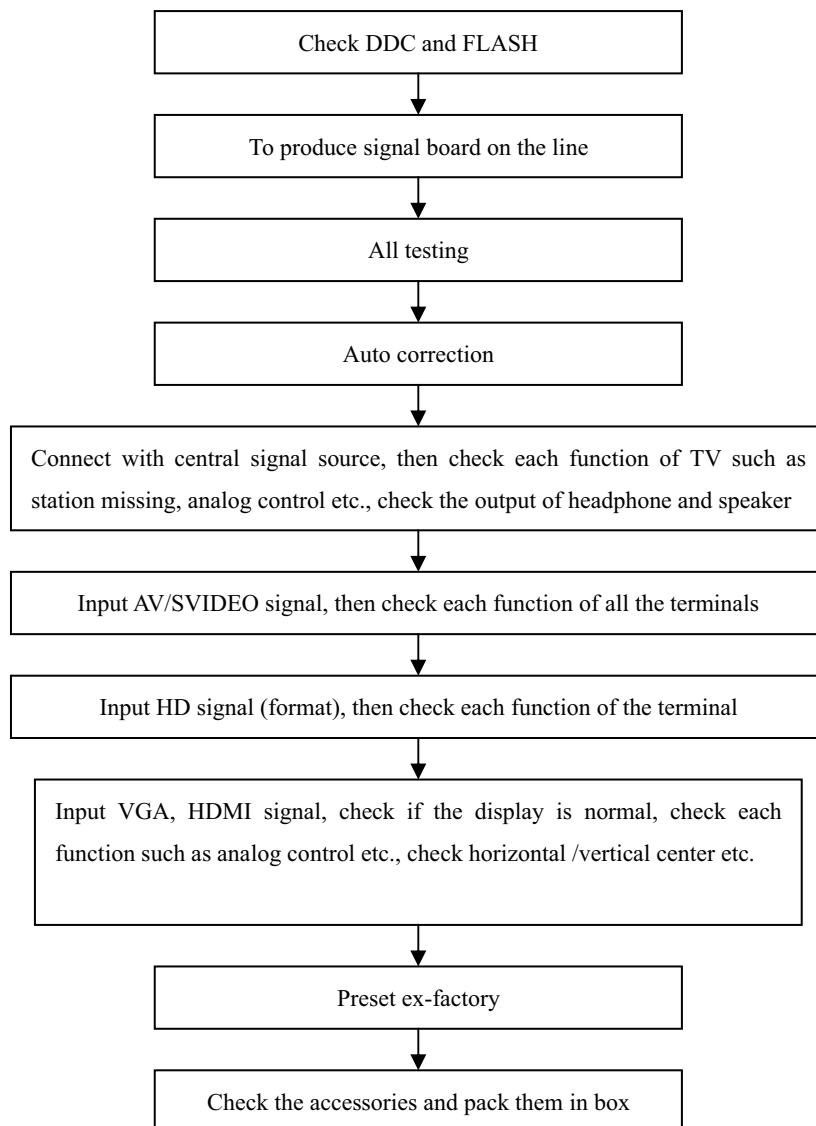 Check DDC and FLASH
To produce signal board on the line
All testing
Auto correction
Connect with central signal source, then check each function of TV such as
station missing, analog control etc., check the output of headphone and speaker
Input AV/SVIDEO signal, then check each function of all the terminals
Input HD signal (format), then check each function of the terminal
Input VGA, HDMI signal, check if the display is normal, check each
function such as analog control etc., check horizontal /vertical center etc.
Preset ex-factory
Check the accessories and pack them in box